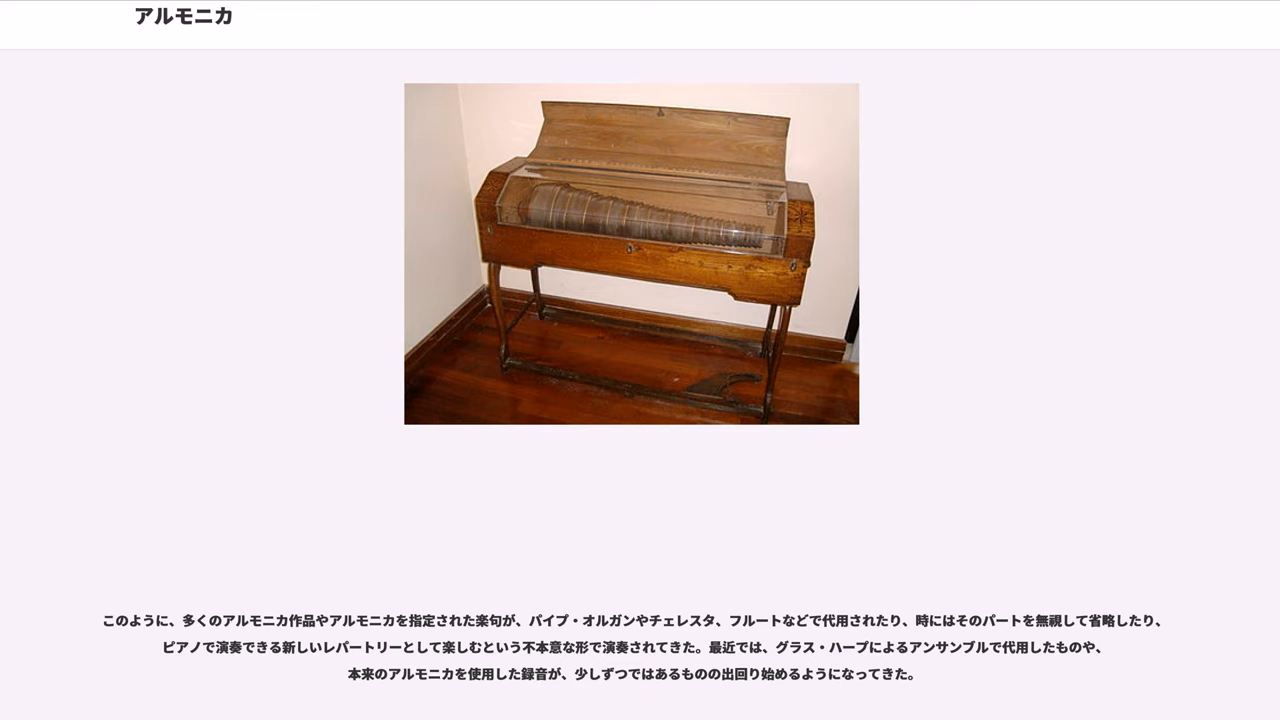 アルモニカ
このように、多くのアルモニカ作品やアルモニカを指定された楽句が、パイプ・オルガンやチェレスタ、フルートなどで代用されたり、時にはそのパートを無視して省略したり、
ピアノで演奏できる新しいレパートリーとして楽しむという不本意な形で演奏されてきた。最近では、グラス・ハープによるアンサンブルで代用したものや、
本来のアルモニカを使用した録音が、少しずつではあるものの出回り始めるようになってきた。